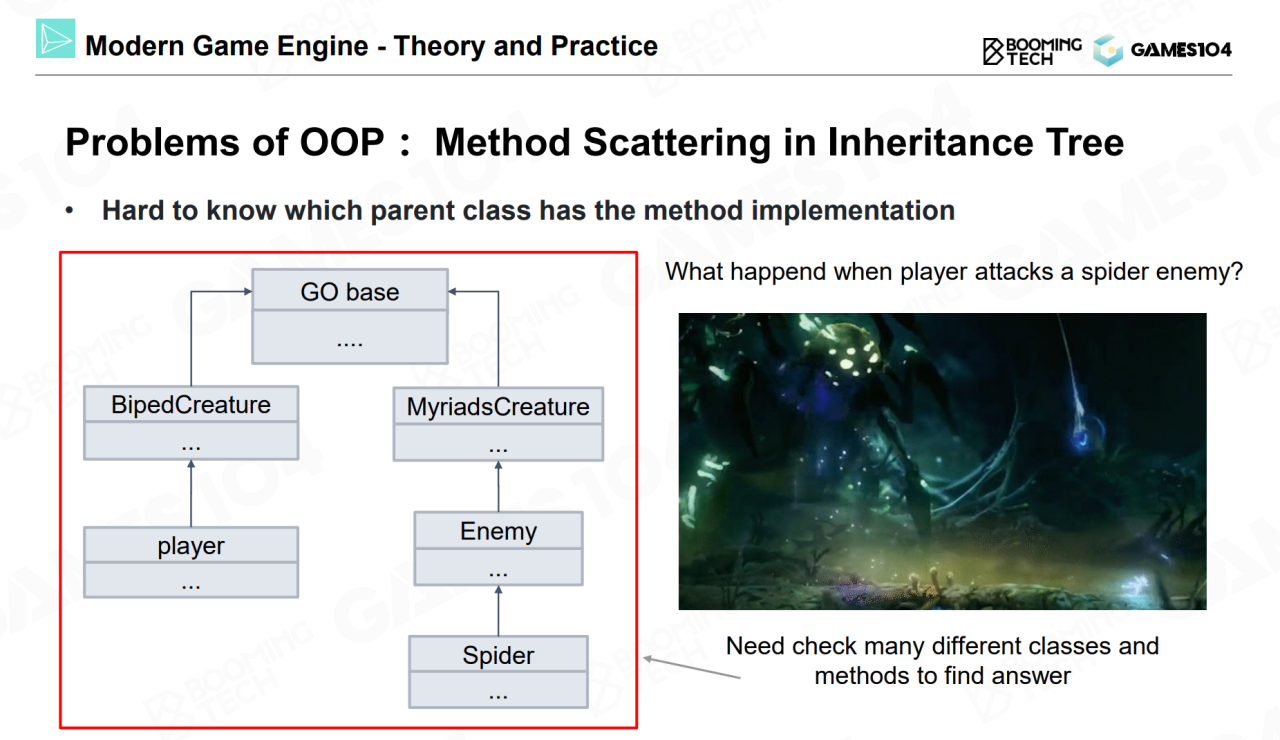 Modern Game Engine - Theory and Practice
BOOMING
TECH
GAMES104
Problems of OOP： Method Scattering in Inheritance Tree
• Hard to know which parent class has the method implementation
GO base
....
BipedCreature
...
player
...
MyriadsCreature
...
Enemy
...
Spider
...
What happend when player attacks a spider enemy?
Need check many different classes and
methods to find answer